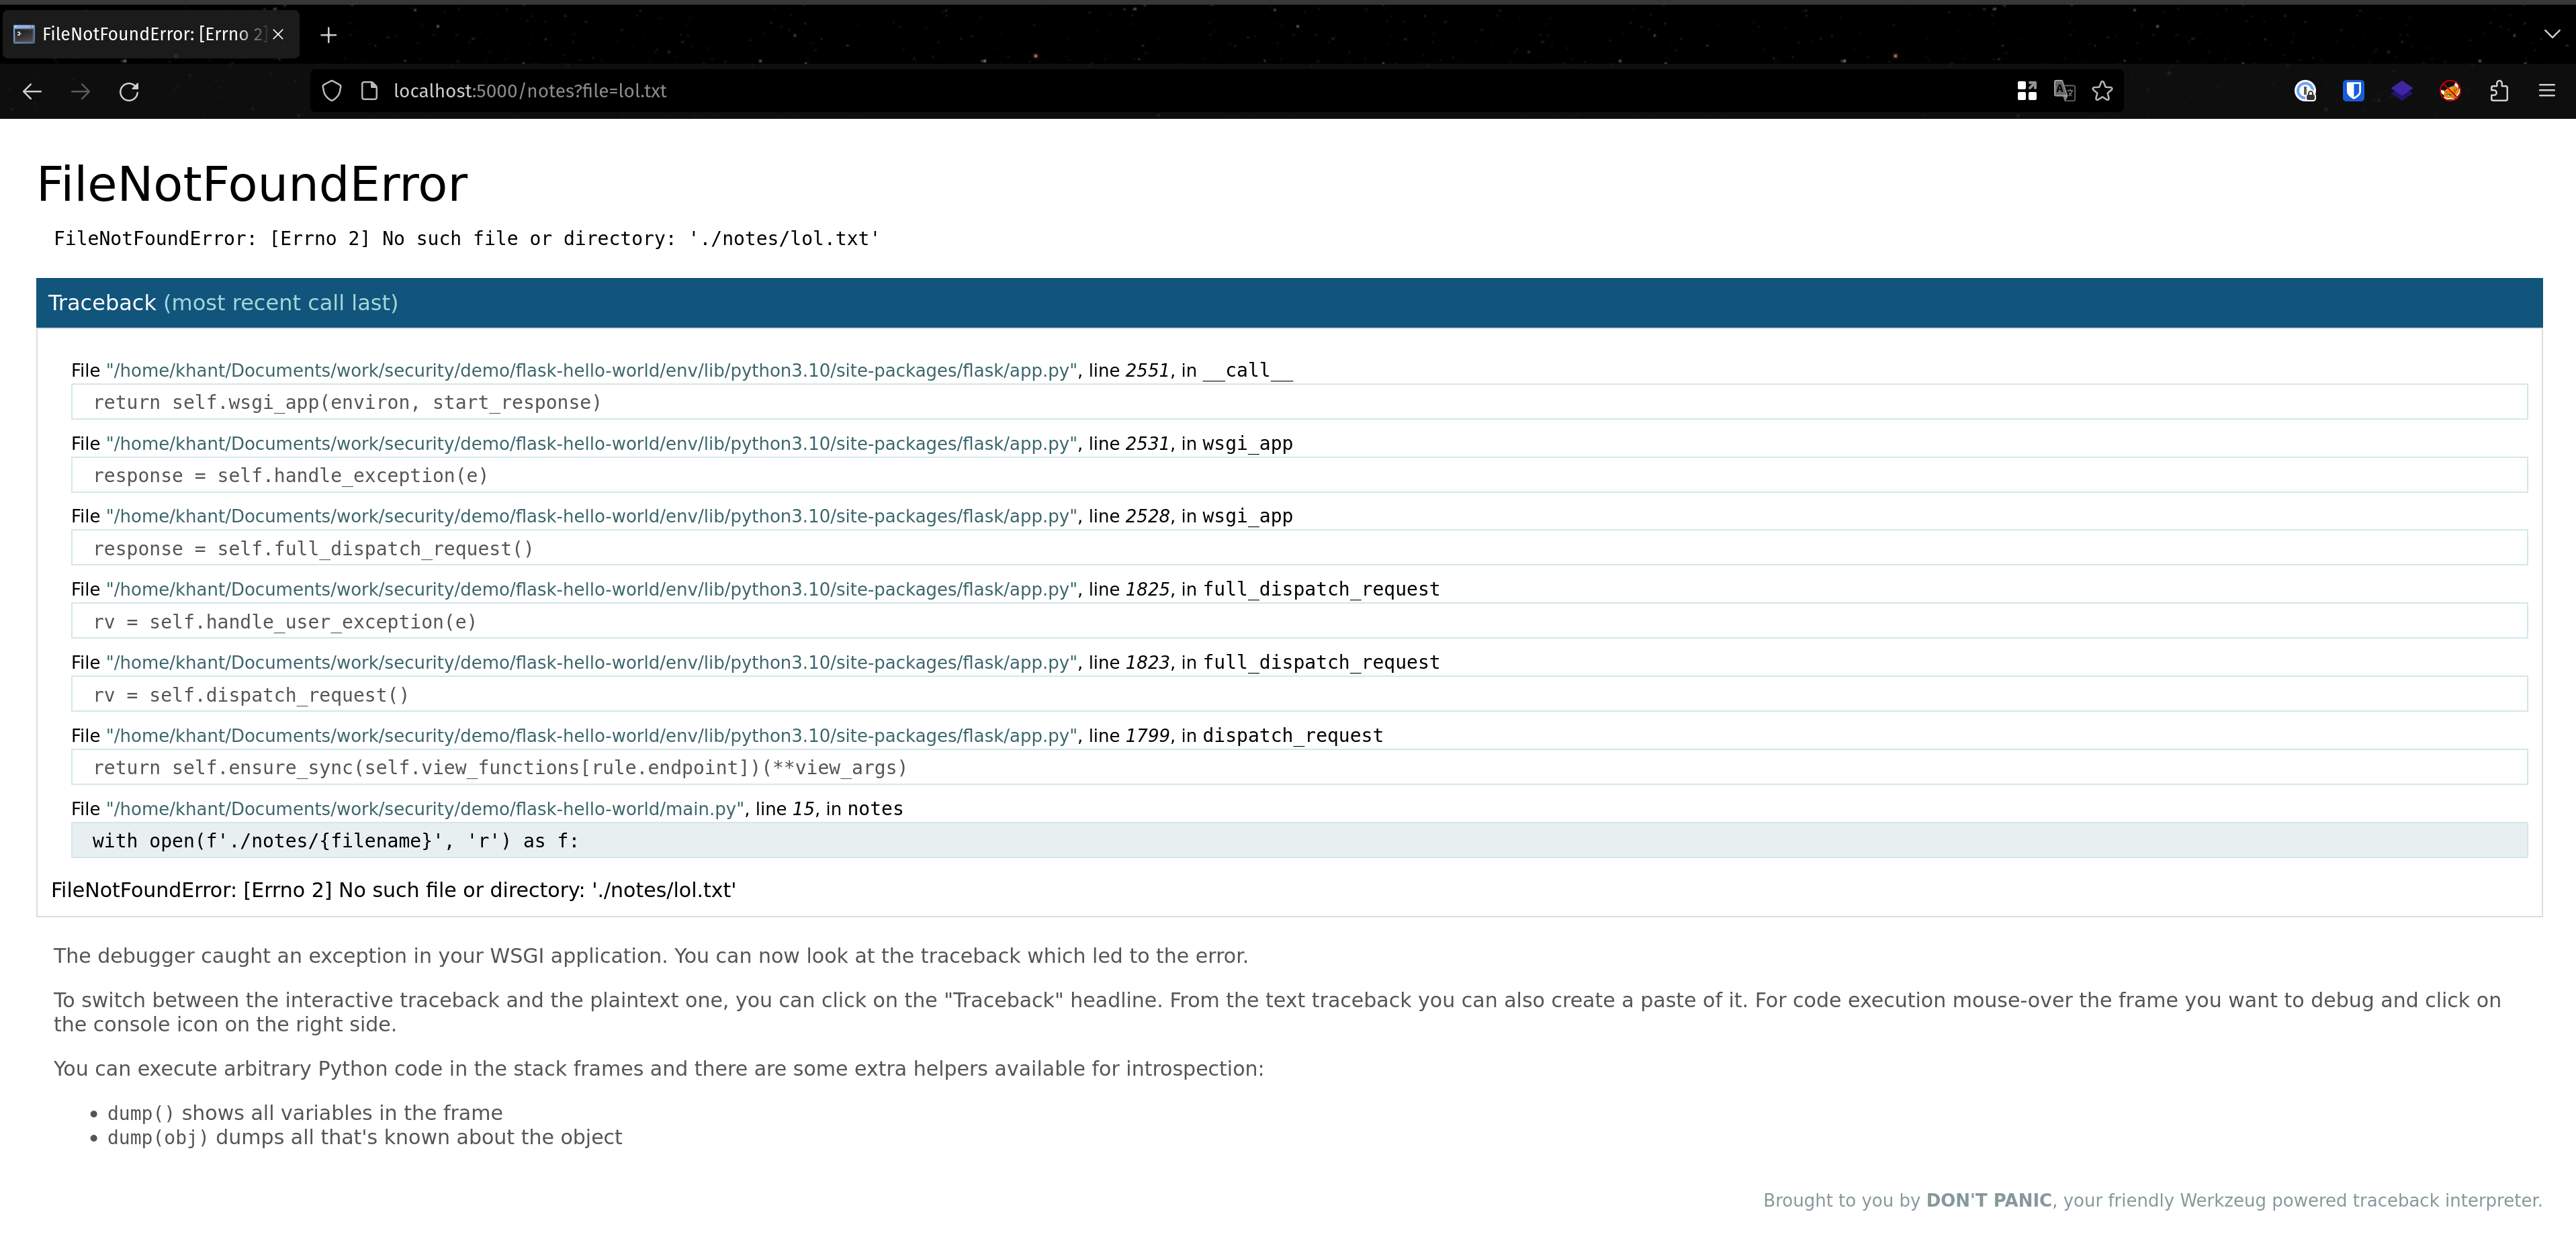 FileNotFoundError: [Errno 2]
localhost:5000/notes?file=lol.txt
FileNotFoundError
FileNotFoundError: [Errno 2] No such file or directory: './notes/lol.txt'
Traceback (most recent call last)
File "/home/khant/Documents/work/security/demo/flask-hello-world/env/lib/python3.10/site-packages/flask/app.py", line 2551, in __call__
return self.wsgi_app(environ, start_response)
File "/home/khant/Documents/work/security/demo/flask-hello-world/env/lib/python3.10/site-packages/flask/app.py", line 2531, in wsgi_app
response = self.handle_exception(e)
File "/home/khant/Documents/work/security/demo/flask-hello-world/env/lib/python3.10/site-packages/flask/app.py", line 2528, in wsgi_app
response = self.full_dispatch_request()
File "/home/khant/Documents/work/security/demo/flask-hello-world/env/lib/python3.10/site-packages/flask/app.py", line 1825, in full_dispatch_request
rv = self.handle_user_exception(e)
File "/home/khant/Documents/work/security/demo/flask-hello-world/env/lib/python3.10/site-packages/flask/app.py", line 1823, in full_dispatch_request
rv = self.dispatch_request()
File "/home/khant/Documents/work/security/demo/flask-hello-world/env/lib/python3.10/site-packages/flask/app.py", line 1799, in dispatch_request
return self.ensure_sync(self.view_functions[rule.endpoint])(**view_args)
File "/home/khant/Documents/work/security/demo/flask-hello-world/main.py", line 15, in notes
with open(f'./notes/{filename}', 'r') as f:
FileNotFoundError: [Errno 2] No such file or directory: './notes/lol.txt'
The debugger caught an exception in your WSGI application. You can now look at the traceback which led to the error.
To switch between the interactive traceback and the plaintext one, you can click on the "Traceback" headline. From the text traceback you can also create a paste of it. For code execution mouse-over the frame you want to debug and click on
the console icon on the right side.
You can execute arbitrary Python code in the stack frames and there are some extra helpers available for introspection:
• dump() shows all variables in the frame
• dump(obj) dumps all that's known about the object
Brought to you by DON'T PANIC, your friendly Werkzeug powered traceback interpreter.